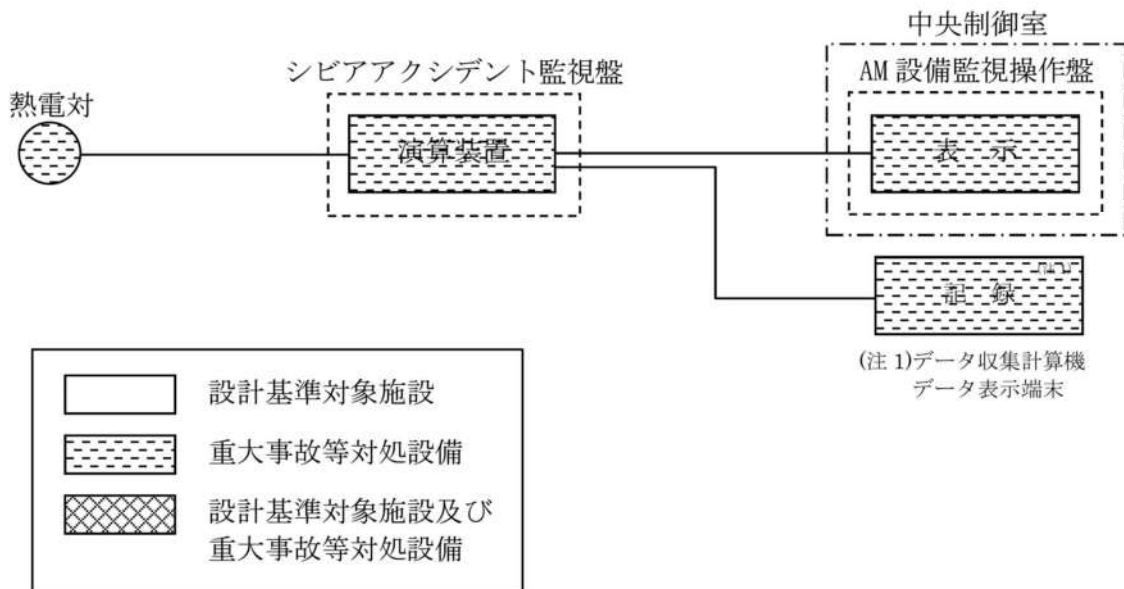 中央制御室
シビアアクシデント監視盤
AM 設備監視操作盤
熱電対
演算装置
表 示
(注 1)
記 録
(注 1)データ収集計算機
データ表示端末
設計基準対象施設
重大事故等対処設備
設計基準対象施設及び
重大事故等対処設備